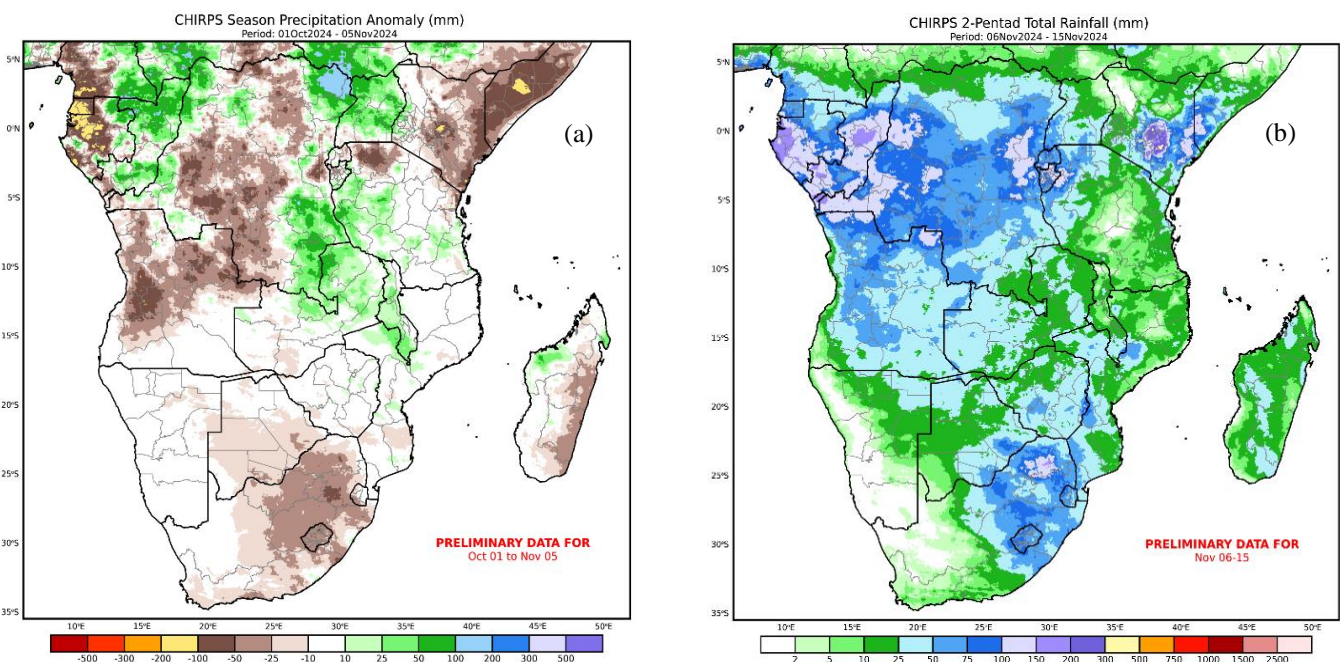 CHIRPS Season Precipitation Anomaly (mm)
Period: 01Oct2024 - 05Nov2024
5°N
0°N
5°S
10°S
15°S
20°S
25°S
30°S
35°S
(a)
PRELIMINARY DATA FOR
Oct 01 to Nov 05
10°E 15°E 20°E 25°E 30°E 35°E 40°E 45°E 50°E
-500 -300 -200 -100 -50 -25 -10 10 25 50 100 200 300 500
CHIRPS 2-Pentad Total Rainfall (mm)
Period: 06Nov2024 - 15Nov2024
5°N
0°N
5°S
10°S
15°S
20°S
25°S
30°S
35°S
(b)
PRELIMINARY DATA FOR
Nov 06-15
10°E 15°E 20°E 25°E 30°E 35°E 40°E 45°E 50°E
2 5 10 25 50 75 100 150 200 300 500 750 1000 1500 2500